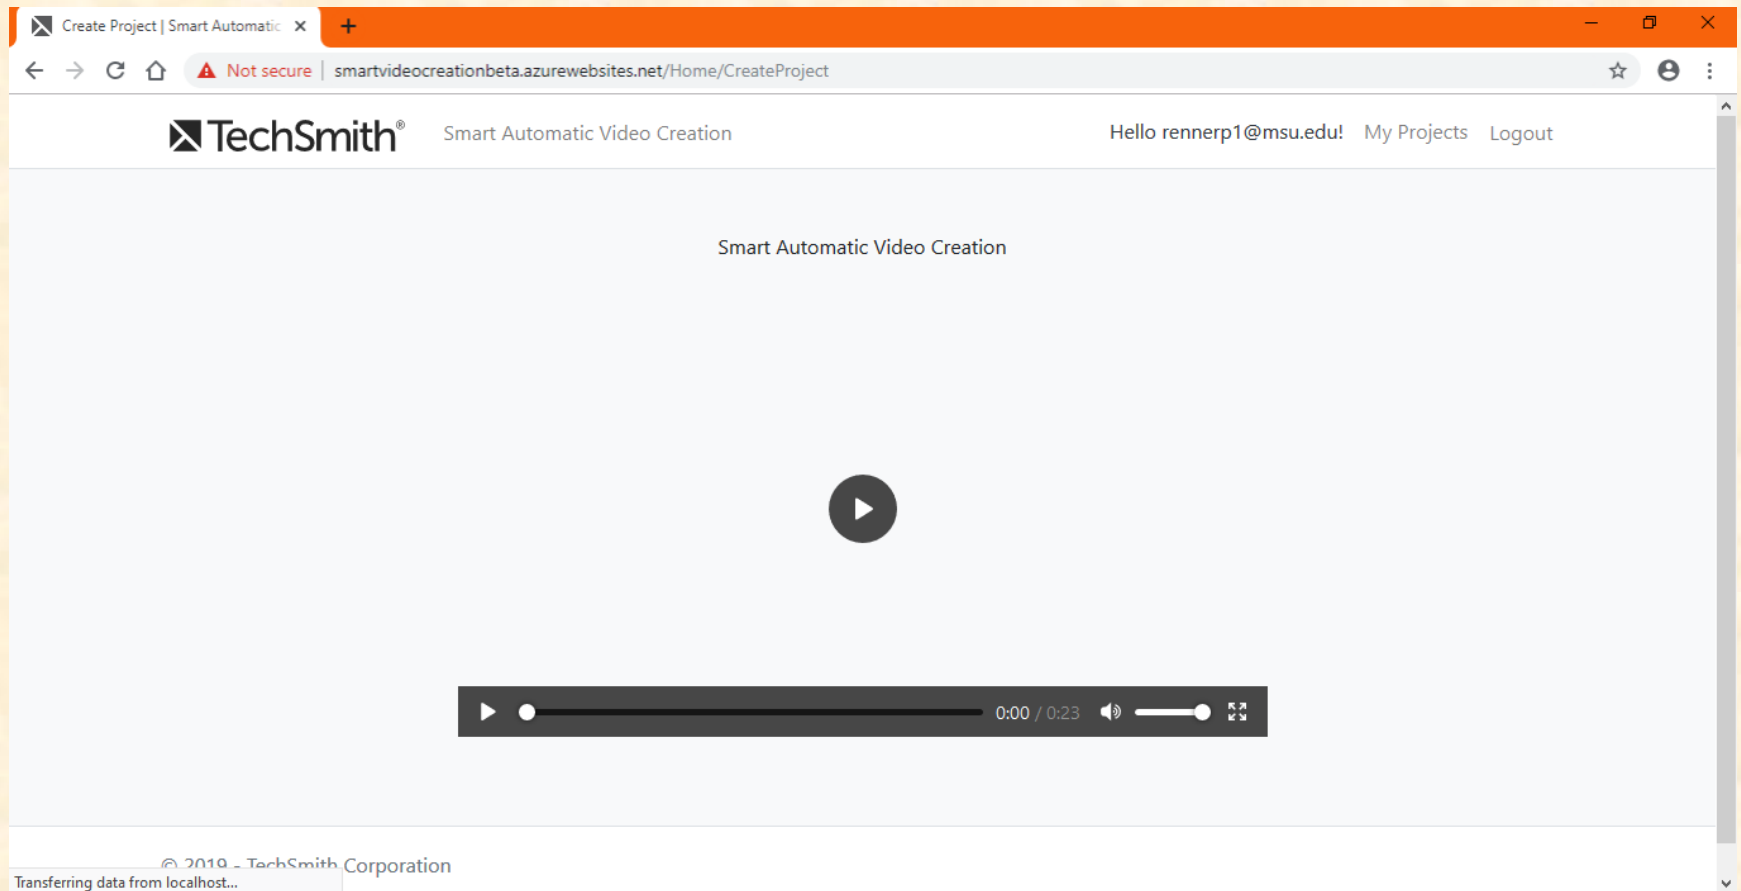 Create Project | Smart Automatic
Not secure | smartvideocreationbeta.azurewebsites.net/Home/CreateProject
TechSmith® Smart Automatic Video Creation Hello rennerp1@msu.edu! My Projects Logout
Smart Automatic Video Creation
0:00 / 0:23
© 2019 - TechSmith Corporation
Transferring data from localhost...